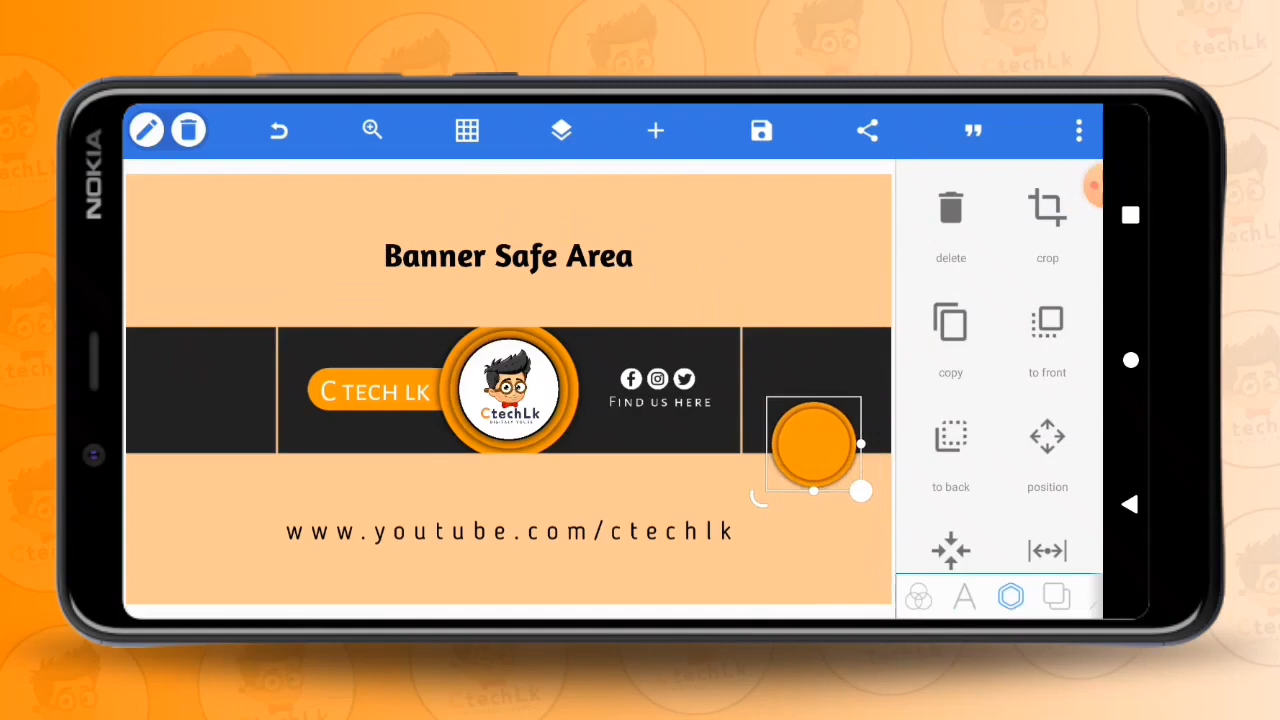 CtechLk
NOKIA
Banner Safe Area
C TECH LK
CtechLk
FIND US HERE
www.youtube.com/ctechlk
delete
crop
copy
to front
to back
position